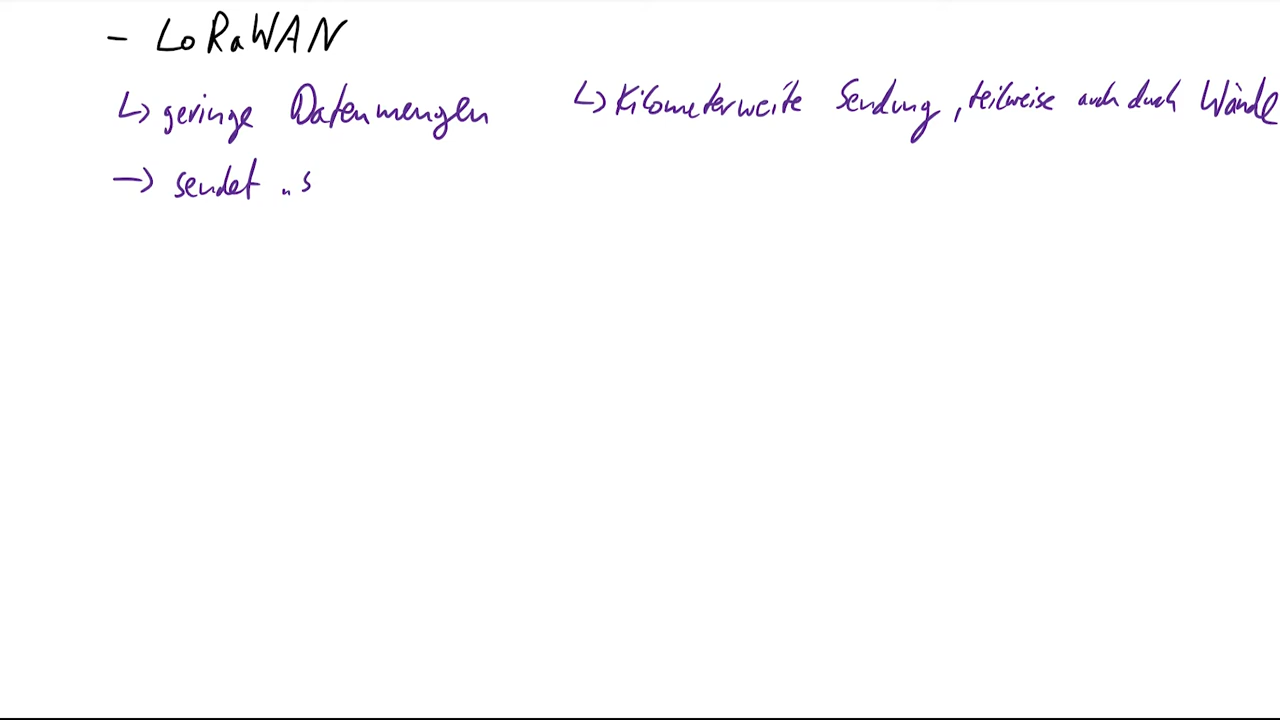 - LoRaWAN
↳ geringe Datenmengen ↳ Kilometerweite Sendung, teilweise auch durch Wände
→ sendet „s